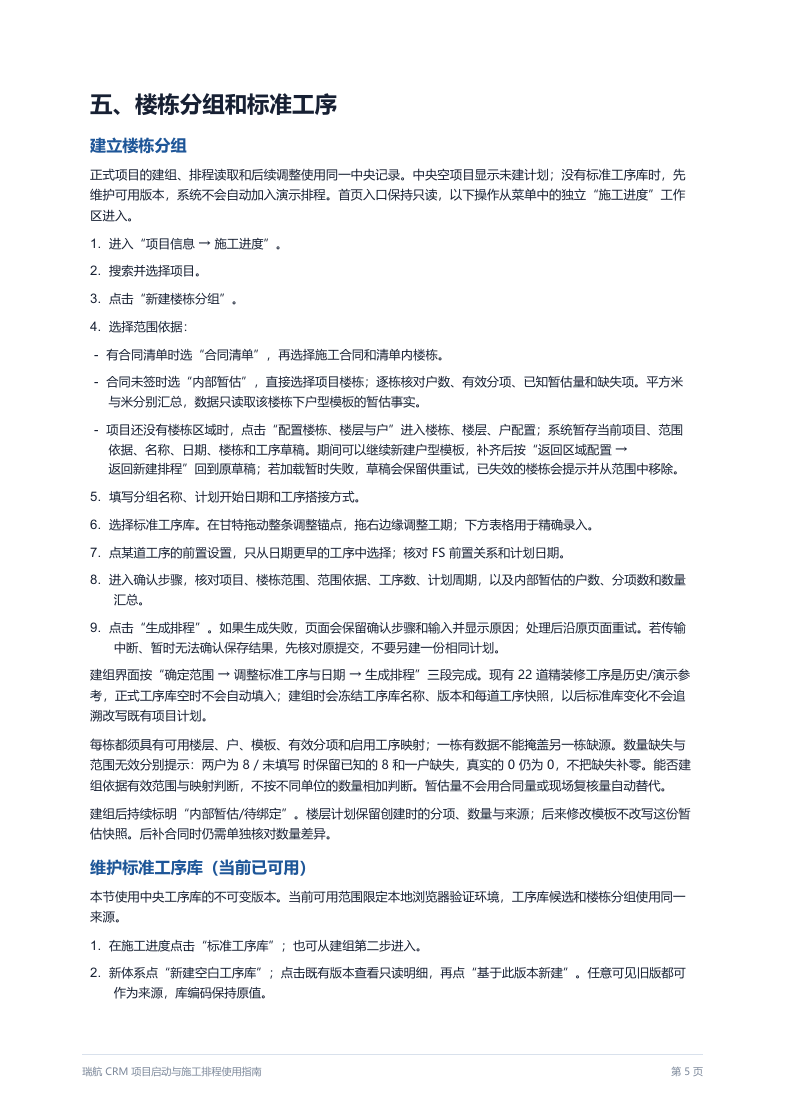 五、楼栋分组和标准工序
建立楼栋分组
正式项目的建组、排程读取和后续调整使用同一中央记录。中央空项目显示未建计划；没有标准工序库时，先
维护可用版本，系统不会自动加入演示排程。首页入口保持只读，以下操作从菜单中的独立“施工进度”工作
区进入。
1. 进入“项目信息 → 施工进度”。
2. 搜索并选择项目。
3. 点击“新建楼栋分组”。
4. 选择范围依据：
- 有合同清单时选“合同清单”，再选择施工合同和清单内楼栋。
- 合同未签时选“内部暂估”，直接选择项目楼栋；逐栋核对户数、有效分项、已知暂估量和缺失项。平方米
与米分别汇总，数据只读取该楼栋下户型模板的暂估事实。
- 项目还没有楼栋区域时，点击“配置楼栋、楼层与户”进入楼栋、楼层、户配置；系统暂存当前项目、范围
依据、名称、日期、楼栋和工序草稿。期间可以继续新建户型模板，补齐后按“返回区域配置 →
返回新建排程”回到原草稿；若加载暂时失败，草稿会保留供重试，已失效的楼栋会提示并从范围中移除。
5. 填写分组名称、计划开始日期和工序搭接方式。
6. 选择标准工序库。在甘特拖动整条调整锚点，拖右边缘调整工期；下方表格用于精确录入。
7. 点某道工序的前置设置，只从日期更早的工序中选择；核对 FS 前置关系和计划日期。
8. 进入确认步骤，核对项目、楼栋范围、范围依据、工序数、计划周期，以及内部暂估的户数、分项数和数量
汇总。
9. 点击“生成排程”。如果生成失败，页面会保留确认步骤和输入并显示原因；处理后沿原页面重试。若传输
中断、暂时无法确认保存结果，先核对原提交，不要另建一份相同计划。
建组界面按“确定范围 → 调整标准工序与日期 → 生成排程”三段完成。现有 22 道精装修工序是历史/演示参
考，正式工序库空时不会自动填入；建组时会冻结工序库名称、版本和每道工序快照，以后标准库变化不会追
溯改写既有项目计划。
每栋都须具有可用楼层、户、模板、有效分项和启用工序映射；一栋有数据不能掩盖另一栋缺源。数量缺失与
范围无效分别提示：两户为 8 / 未填写 时保留已知的 8 和一户缺失，真实的 0 仍为 0，不把缺失补零。能否建
组依据有效范围与映射判断，不按不同单位的数量相加判断。暂估量不会用合同量或现场复核量自动替代。
建组后持续标明“内部暂估/待绑定”。楼层计划保留创建时的分项、数量与来源；后来修改模板不改写这份暂
估快照。后补合同时仍需单独核对数量差异。
维护标准工序库（当前已可用）
本节使用中央工序库的不可变版本。当前可用范围限定本地浏览器验证环境，工序库候选和楼栋分组使用同一
来源。
1. 在施工进度点击“标准工序库”；也可从建组第二步进入。
2. 新体系点“新建空白工序库”；点击既有版本查看只读明细，再点“基于此版本新建”。任意可见旧版都可
作为来源，库编码保持原值。
瑞航 CRM 项目启动与施工排程使用指南
第 5 页